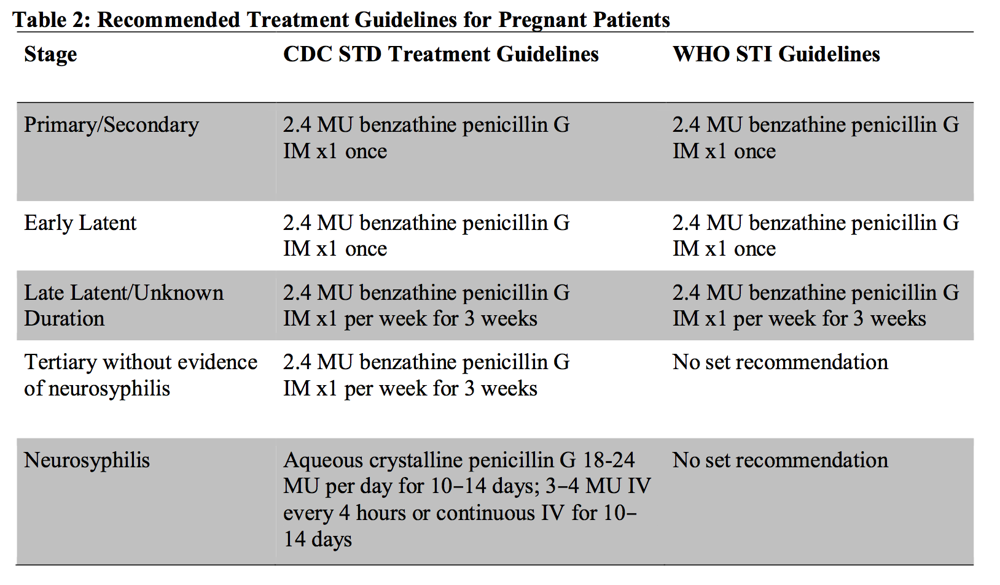 Table 2: Recommended Treatment Guidelines for Pregnant Patients
Stage
CDC STD Treatment Guidelines
WHO STI Guidelines
Primary/Secondary
2.4 MU benzathine penicillin G
IM x1 once
2.4 MU benzathine penicillin G
IM x1 once
Early Latent
2.4 MU benzathine penicillin G
IM x1 once
2.4 MU benzathine penicillin G
IM x1 once
Late Latent/Unknown
Duration
2.4 MU benzathine penicillin G
IM x1 per week for 3 weeks
2.4 MU benzathine penicillin G
IM x1 per week for 3 weeks
Tertiary without evidence
of neurosyphilis
2.4 MU benzathine penicillin G
IM x1 per week for 3 weeks
No set recommendation
Neurosyphilis
Aqueous crystalline penicillin G 18-24
MU per day for 10–14 days; 3–4 MU IV
every 4 hours or continuous IV for 10–
14 days
No set recommendation